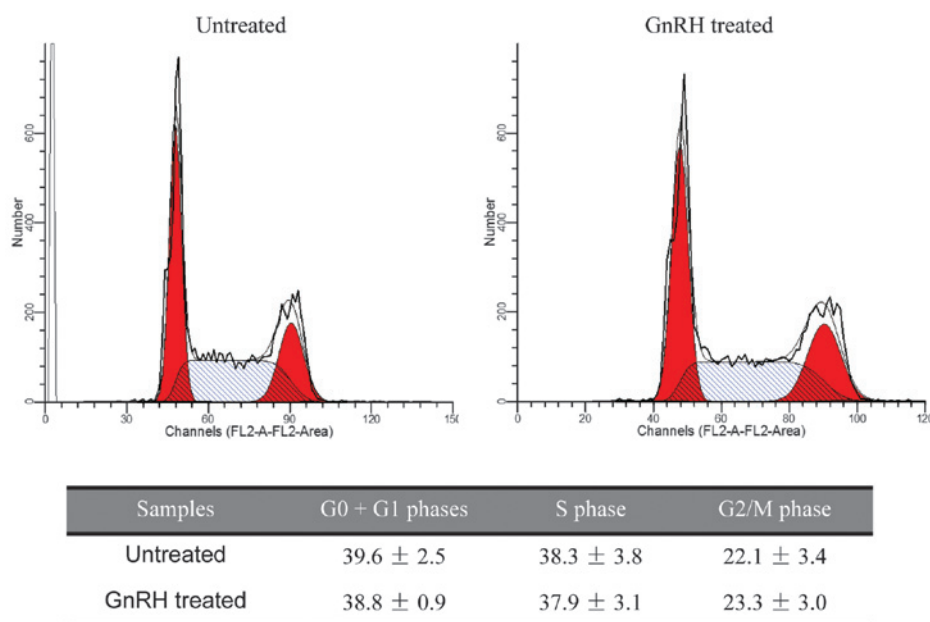 Untreated
GnRH treated
Number
600
400
200
0
0 30 60 90 120 150
Channels (FL2-A-FL2-Area)
Number
600
400
200
0
0 20 40 60 80 100 120
Channels (FL2-A-FL2-Area)
Samples G0 + G1 phases S phase G2/M phase
Untreated 39.6 ± 2.5 38.3 ± 3.8 22.1 ± 3.4
GnRH treated 38.8 ± 0.9 37.9 ± 3.1 23.3 ± 3.0